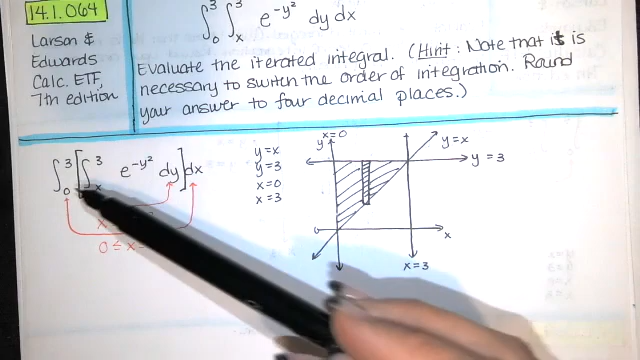 14.1.064
Larson &
Edwards
Calc. ETF,
7th edition
∫₀³ ∫ₓ³ e^(-y²) dy dx
Evaluate the iterated integral. (Hint: Note that it is
necessary to switch the order of integration. Round
your answer to four decimal places.)
∫₀³ [∫ₓ³ e^(-y²) dy] dx
0 ≤ x
y=x
y=3
x=0
x=3
x=0
y
y=x
y=3
0
x
x=3